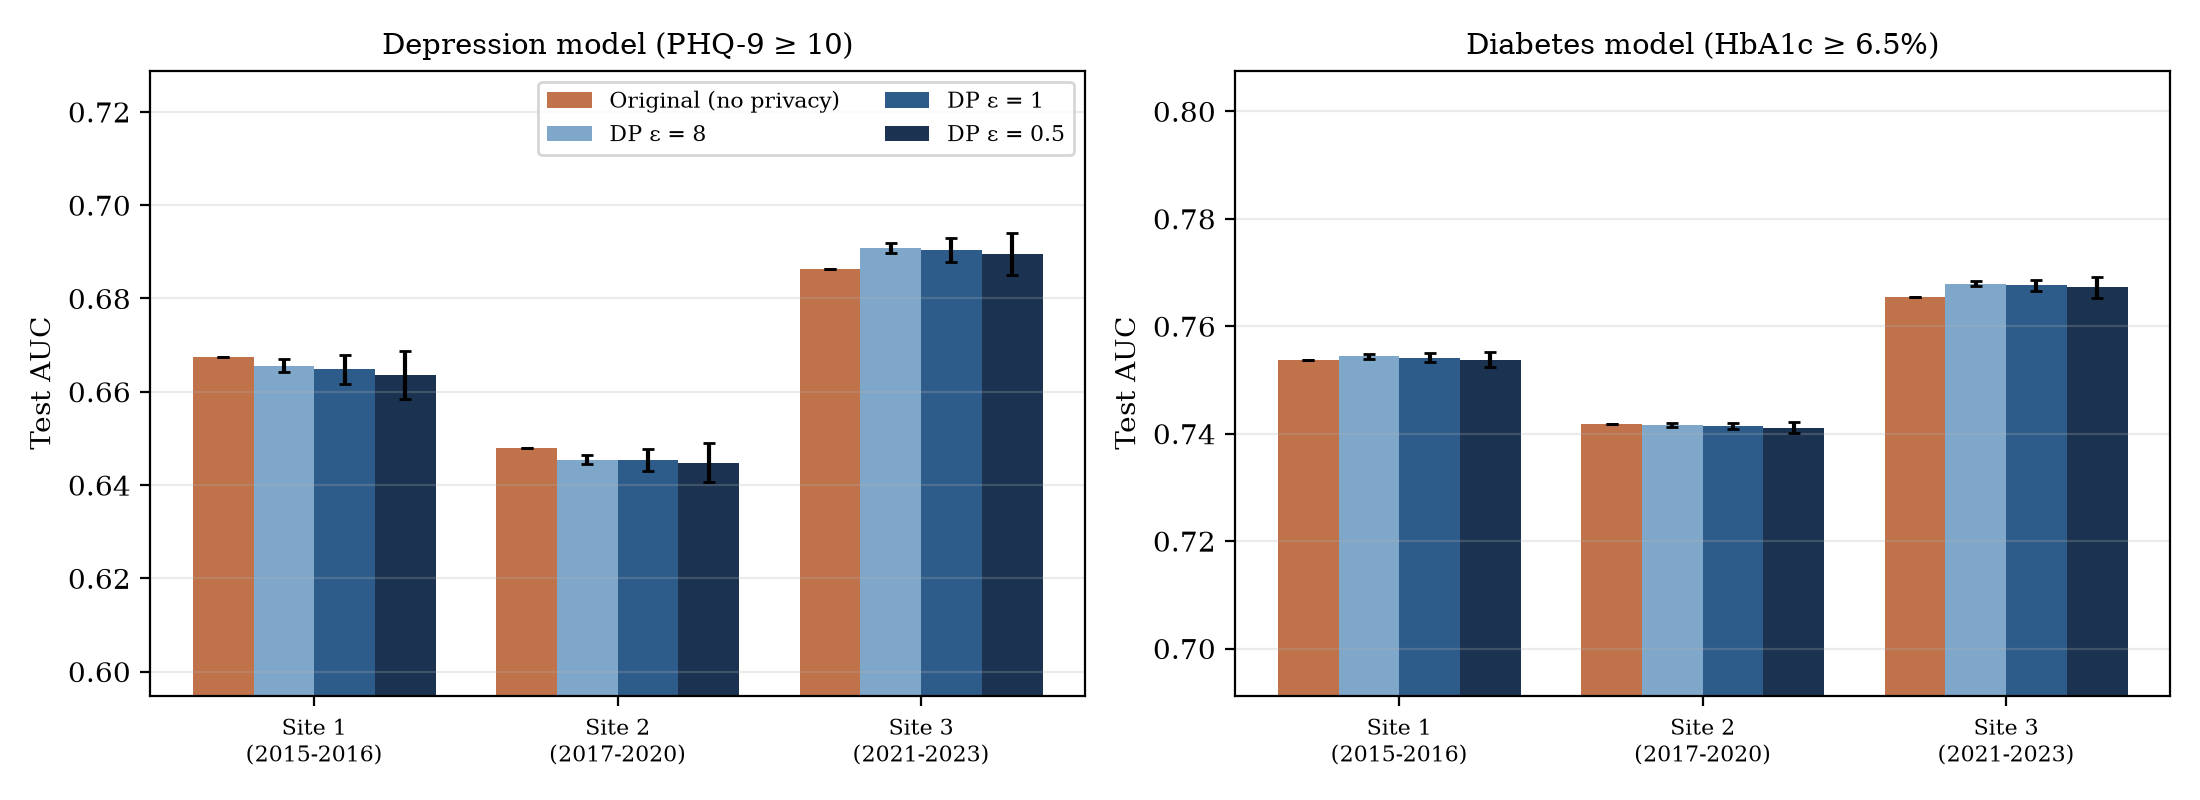 Depression model (PHQ-9 ≥ 10)
Test AUC
0.72
0.70
0.68
0.66
0.64
0.62
0.60
Original (no privacy)
DP ε = 8
DP ε = 1
DP ε = 0.5
Site 1
(2015-2016)
Site 2
(2017-2020)
Site 3
(2021-2023)
Diabetes model (HbA1c ≥ 6.5%)
Test AUC
0.80
0.78
0.76
0.74
0.72
0.70
Site 1
(2015-2016)
Site 2
(2017-2020)
Site 3
(2021-2023)